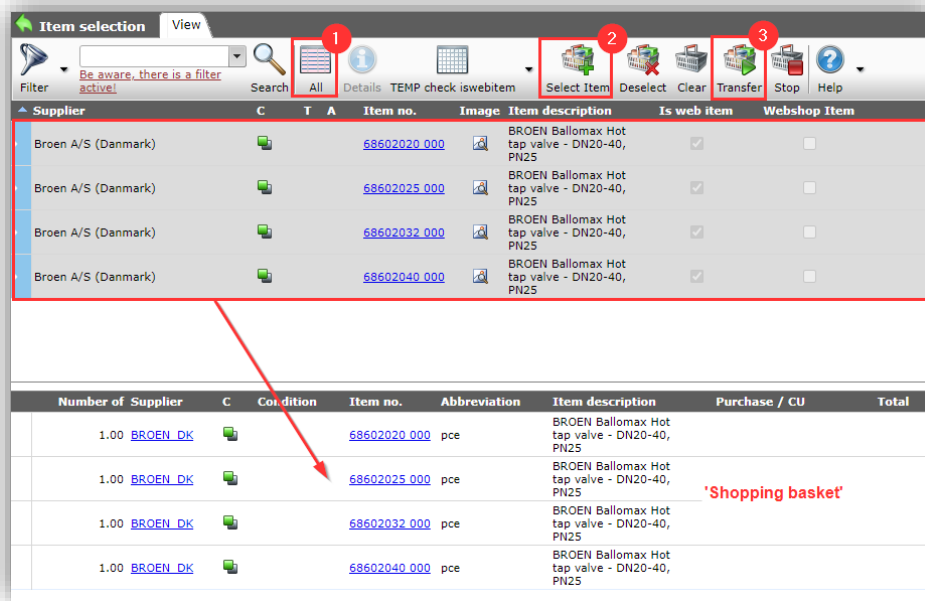 Item selection View
1 2 3
Be aware, there is a filter
active!
Filter Search All Details TEMP check iswebitem Select Item Deselect Clear Transfer Stop Help
Supplier C T A Item no. Image Item description Is web item Webshop Item
BROEN Ballomax Hot
Broen A/S (Danmark) 68602020 000 tap valve - DN20-40,
PN25
BROEN Ballomax Hot
Broen A/S (Danmark) 68602025 000 tap valve - DN20-40,
PN25
BROEN Ballomax Hot
Broen A/S (Danmark) 68602032 000 tap valve - DN20-40,
PN25
BROEN Ballomax Hot
Broen A/S (Danmark) 68602040 000 tap valve - DN20-40,
PN25
Number of Supplier C Condition Item no. Abbreviation Item description Purchase / CU Total
BROEN Ballomax Hot
1.00 BROEN_DK 68602020 000 pce tap valve - DN20-40,
PN25
BROEN Ballomax Hot
1.00 BROEN_DK 68602025 000 pce tap valve - DN20-40,
PN25
'Shopping basket'
BROEN Ballomax Hot
1.00 BROEN_DK 68602032 000 pce tap valve - DN20-40,
PN25
BROEN Ballomax Hot
1.00 BROEN_DK 68602040 000 pce tap valve - DN20-40,
PN25